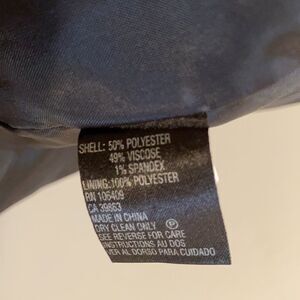 SHELL: 50% POLYESTER
49% VISCOSE
1% SPANDEX
LINING:100% POLYESTER
RN 106409
CA 39663
MADE IN CHINA
DRY CLEAN ONLY Ⓟ
SEE REVERSE FOR CARE
INSTRUCTIONS AU DOS
VER AL DORSO PARA CUIDADO